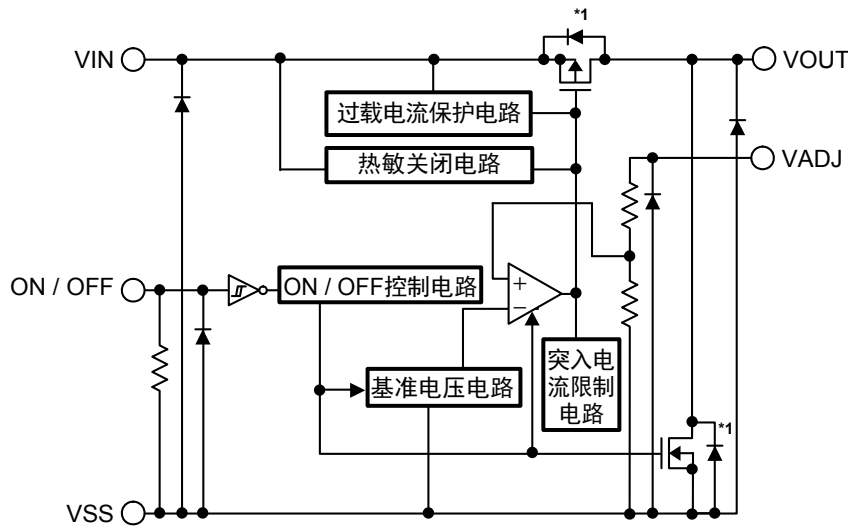 *1
VIN
VOUT
过载电流保护电路
热敏关闭电路
VADJ
ON / OFF
ON / OFF控制电路
+
−
基准电压电路
突入电
流限制
电路
*1
VSS